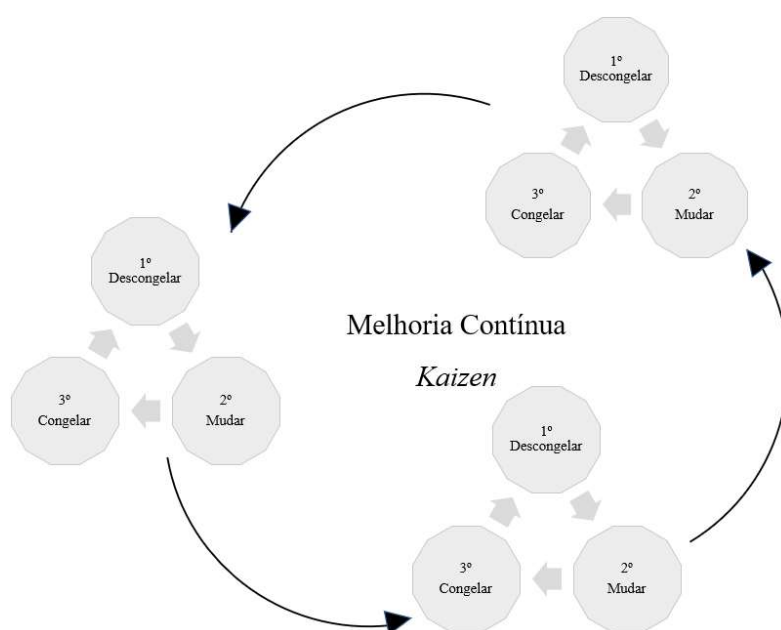 1º
Descongelar
3º
Congelar
2º
Mudar
1º
Descongelar
3º
Congelar
2º
Mudar
Melhoria Contínua
Kaizen
1º
Descongelar
3º
Congelar
2º
Mudar